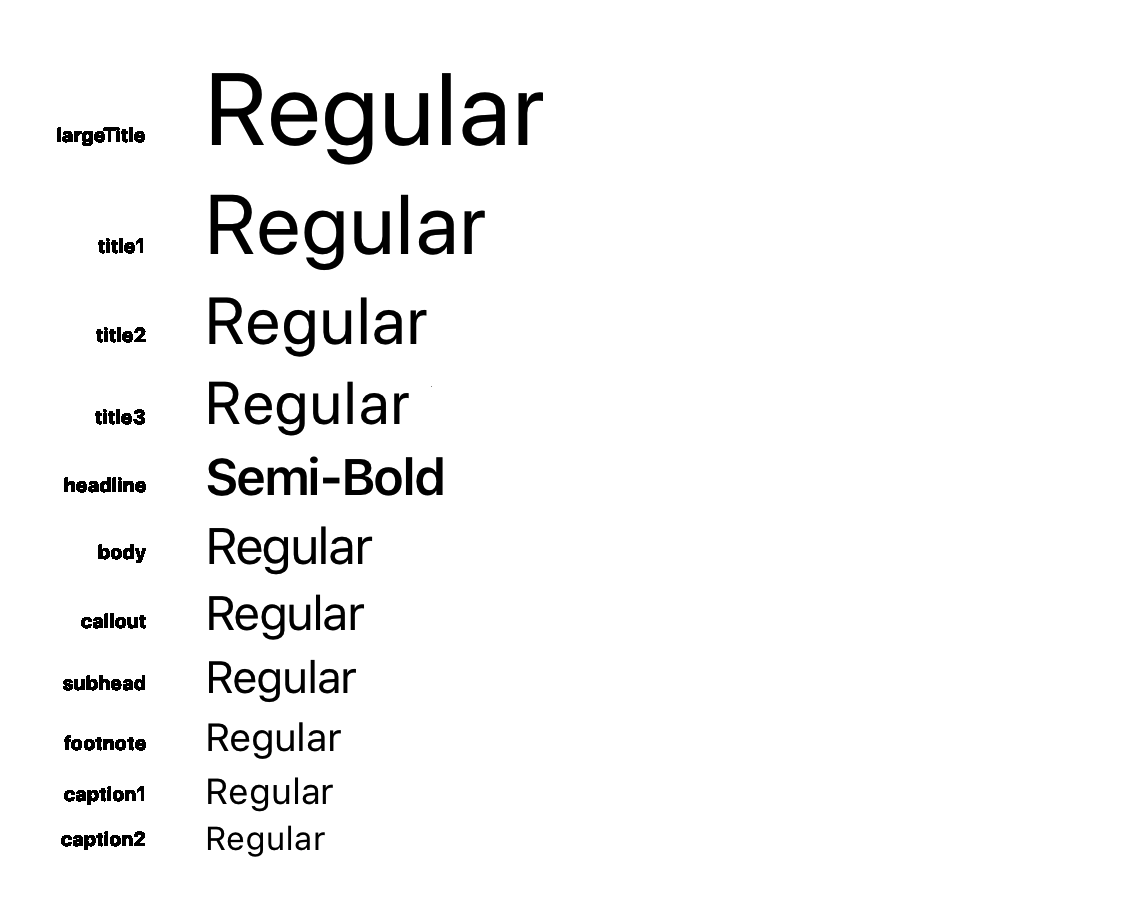 largeTitle Regular
title1 Regular
title2 Regular
title3 Regular
headline Semi-Bold
body Regular
callout Regular
subhead Regular
footnote Regular
caption1 Regular
caption2 Regular